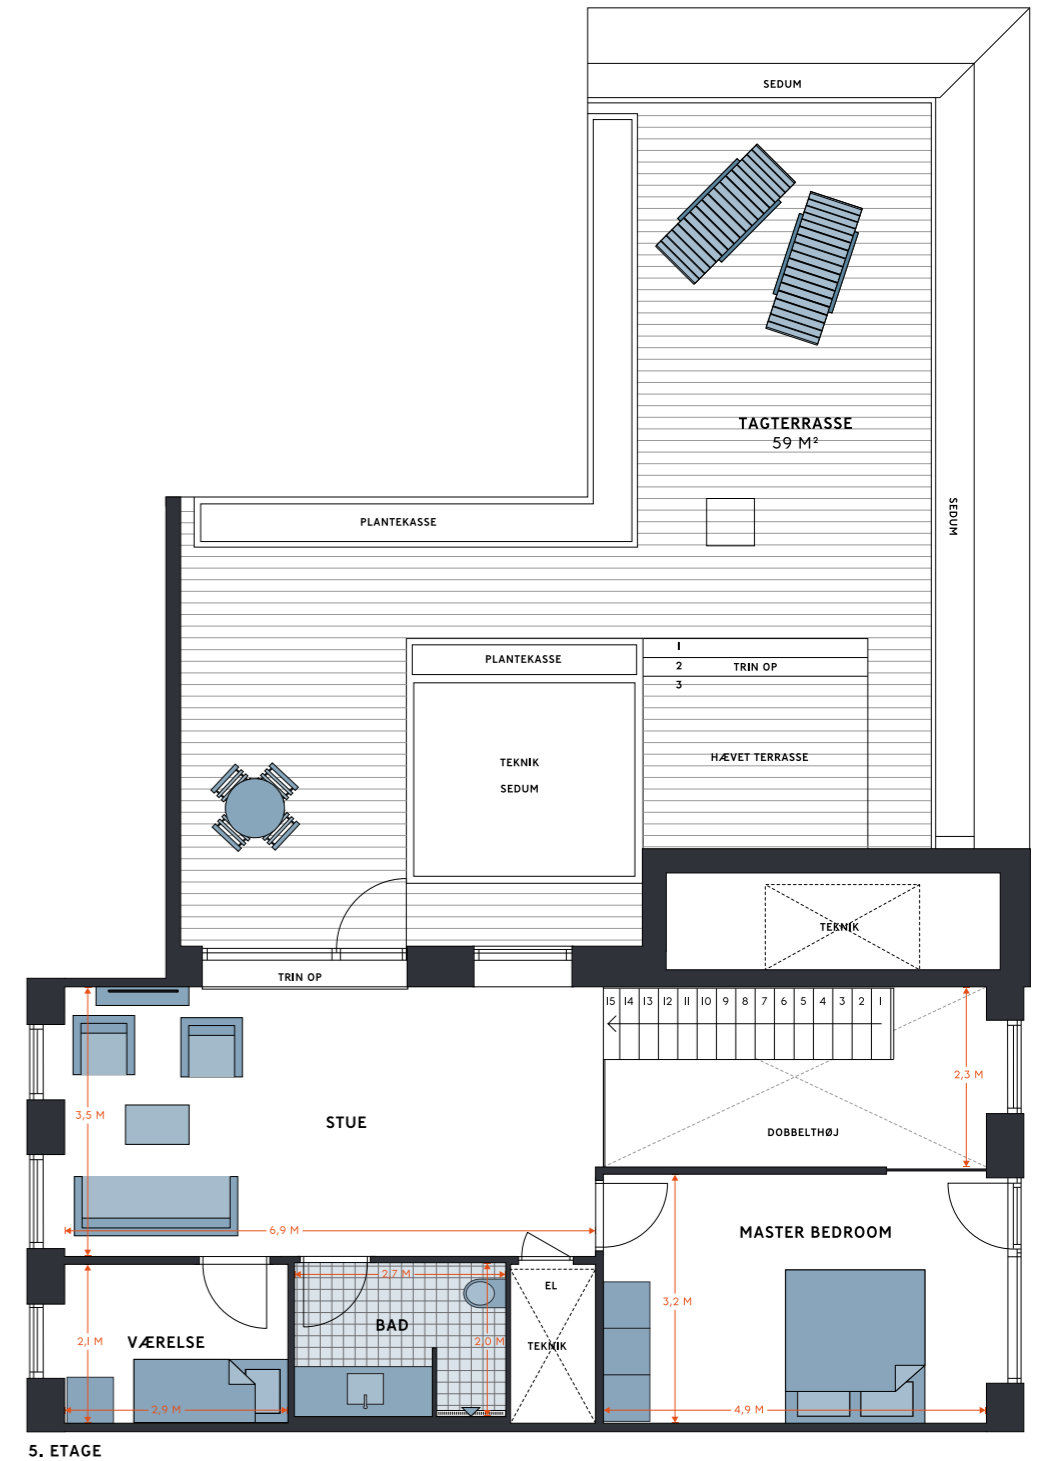 SEDUM
TAGTERRASSE
59 M²
SEDUM
PLANTEKASSE
PLANTEKASSE
1
2
TRIN OP
3
TEKNIK
SEDUM
HÆVET TERRASSE
TEKNIK
TRIN OP
15 14 13 12 11 10 9 8 7 6 5 4 3 2 1
2,3 M
3,5 M
STUE
DOBBELTHØJ
6,9 M
MASTER BEDROOM
2,7 M
EL
3,2 M
BAD
VÆRELSE
2,1 M
2,0 M
TEKNIK
2,9 M
4,9 M
5. ETAGE